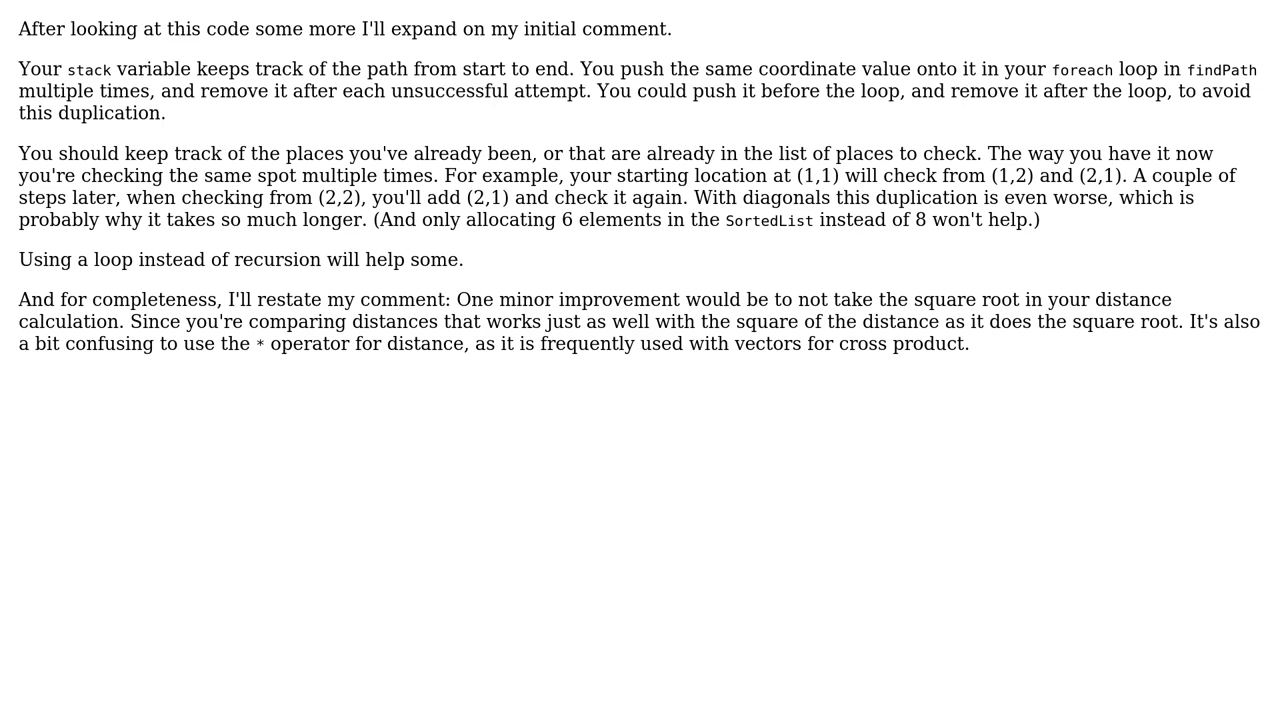 After looking at this code some more I'll expand on my initial comment.
Your stack variable keeps track of the path from start to end. You push the same coordinate value onto it in your foreach loop in findPath
multiple times, and remove it after each unsuccessful attempt. You could push it before the loop, and remove it after the loop, to avoid
this duplication.
You should keep track of the places you've already been, or that are already in the list of places to check. The way you have it now
you're checking the same spot multiple times. For example, your starting location at (1,1) will check from (1,2) and (2,1). A couple of
steps later, when checking from (2,2), you'll add (2,1) and check it again. With diagonals this duplication is even worse, which is
probably why it takes so much longer. (And only allocating 6 elements in the SortedList instead of 8 won't help.)
Using a loop instead of recursion will help some.
And for completeness, I'll restate my comment: One minor improvement would be to not take the square root in your distance
calculation. Since you're comparing distances that works just as well with the square of the distance as it does the square root. It's also
a bit confusing to use the * operator for distance, as it is frequently used with vectors for cross product.